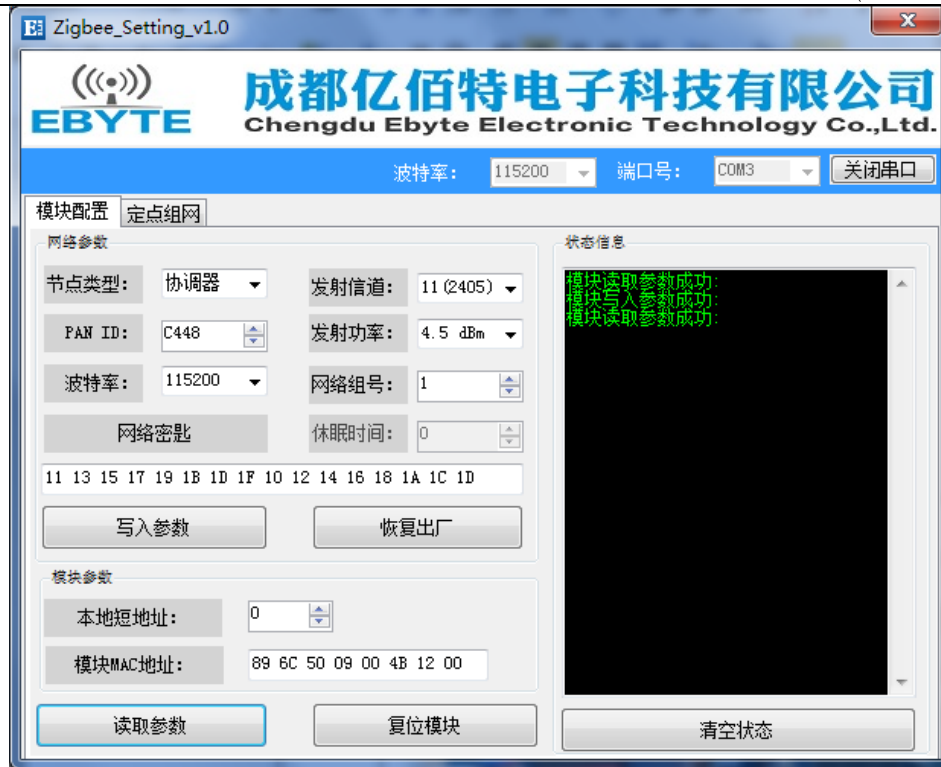 Zigbee_Setting_v1.0
EBYTE
成都亿佰特电子科技有限公司
Chengdu Ebyte Electronic Technology Co.,Ltd.
波特率: 115200 端口号: COM3 关闭串口
模块配置 定点组网
网络参数
节点类型: 协调器 发射信道: 11(2405)
PAN ID: C448 发射功率: 4.5 dBm
波特率: 115200 网络组号: 1
网络密匙 休眠时间: 0
11 13 15 17 19 1B 1D 1F 10 12 14 16 18 1A 1C 1D
写入参数 恢复出厂
模块参数
本地短地址: 0
模块MAC地址: 89 6C 50 09 00 4B 12 00
读取参数 复位模块
状态信息
模块读取参数成功:
模块写入参数成功:
模块读取参数成功:
清空状态